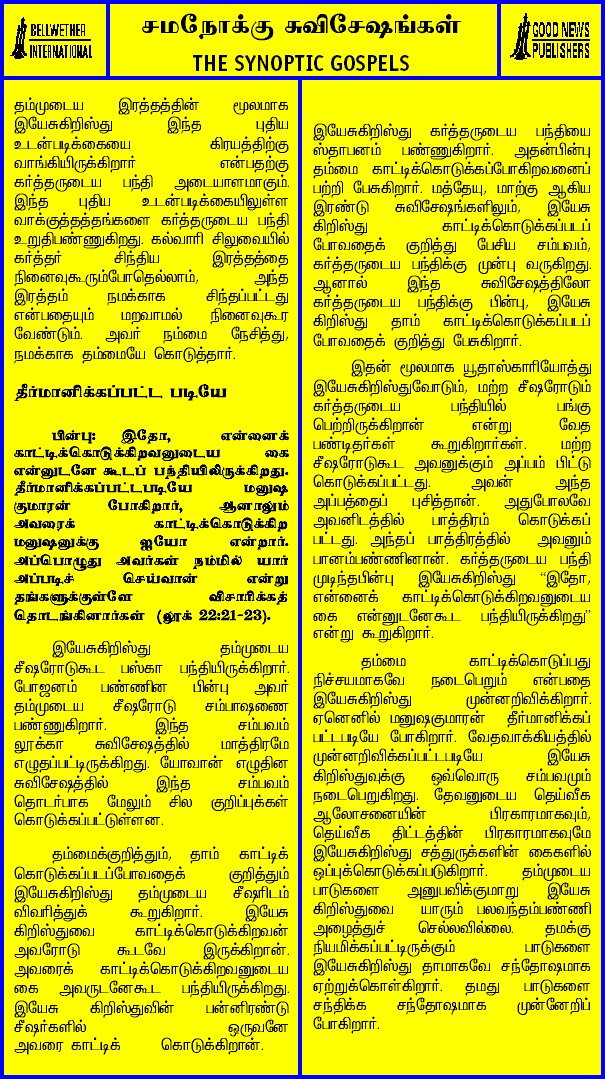 BELLWETHER
INTERNATIONAL
சமநோக்கு சுவிசேஷங்கள்
THE SYNOPTIC GOSPELS
GOOD NEWS
PUBLISHERS
தம்முடைய இரத்தத்தின் மூலமாக
இயேசுகிறிஸ்து இந்த புதிய
உடன்படிக்கையை கிரயத்திற்கு
வாங்கியிருக்கிறார் என்பதற்கு
கர்த்தருடைய பந்தி அடையாளமாகும்.
இந்த புதிய உடன்படிக்கையிலுள்ள
வாக்குத்தத்தங்களை கர்த்தருடைய பந்தி
உறுதிபண்ணுகிறது. கல்வாரி சிலுவையில்
கர்த்தர் சிந்திய இரத்தத்தை
நினைவுகூரும்போதெல்லாம், அந்த
இரத்தம் நமக்காக சிந்தப்பட்டது
என்பதையும் மறவாமல் நினைவுகூர
வேண்டும். அவர் நம்மை நேசித்து,
நமக்காக தம்மையே கொடுத்தார்.
தீர்மானிக்கப்பட்ட படியே
பின்பு: இதோ, என்னைக்
காட்டிக்கொடுக்கிறவனுடைய கை
என்னுடனே கூடப் பந்தியிலிருக்கிறது.
தீர்மானிக்கப்பட்டபடியே மனுஷ
குமாரன் போகிறார், ஆனாலும்
அவரைக் காட்டிக்கொடுக்கிற
மனுஷனுக்கு ஐயோ என்றார்.
அப்பொழுது அவர்கள் நம்மில் யார்
அப்படிச் செய்வான் என்று
தங்களுக்குள்ளே விசாரிக்கத்
தொடங்கினார்கள் (லூக் 22:21-23).
இயேசுகிறிஸ்து தம்முடைய
சீஷரோடுகூட பஸ்கா பந்தியிருக்கிறார்.
போஜனம் பண்ணின பின்பு அவர்
தம்முடைய சீஷரோடு சம்பாஷணை
பண்ணுகிறார். இந்த சம்பவம்
லூக்கா சுவிசேஷத்தில் மாத்திரமே
எழுதப்பட்டிருக்கிறது. யோவான் எழுதின
சுவிசேஷத்தில் இந்த சம்பவம்
தொடர்பாக மேலும் சில குறிப்புக்கள்
கொடுக்கப்பட்டுள்ளன.
தம்மைக்குறித்தும், தாம் காட்டிக்
கொடுக்கப்படப்போவதைக் குறித்தும்
இயேசுகிறிஸ்து தம்முடைய சீஷரிடம்
விவரித்துக் கூறுகிறார். இயேசு
கிறிஸ்துவை காட்டிக்கொடுக்கிறவன்
அவரோடு கூடவே இருக்கிறான்.
அவரைக் காட்டிக்கொடுக்கிறவனுடைய
கை அவருடனேகூட பந்தியிருக்கிறது.
இயேசு கிறிஸ்துவின் பன்னிரண்டு
சீஷர்களில் ஒருவனே
அவரை காட்டிக் கொடுக்கிறான்.
இயேசுகிறிஸ்து கர்த்தருடைய பந்தியை
ஸ்தாபனம் பண்ணுகிறார். அதன்பின்பு
தம்மை காட்டிக்கொடுக்கப்போகிறவனைப்
பற்றி பேசுகிறார். மத்தேயு, மாற்கு ஆகிய
இரண்டு சுவிசேஷங்களிலும், இயேசு
கிறிஸ்து காட்டிக்கொடுக்கப்படப்
போவதைக் குறித்து பேசிய சம்பவம்,
கர்த்தருடைய பந்திக்கு முன்பு வருகிறது.
ஆனால் இந்த சுவிசேஷத்திலோ
கர்த்தருடைய பந்திக்கு பின்பு, இயேசு
கிறிஸ்து தாம் காட்டிக்கொடுக்கப்படப்
போவதைக் குறித்து பேசுகிறார்.
இதன் மூலமாக யூதாஸ்காரியோத்து
இயேசுகிறிஸ்துவோடும், மற்ற சீஷரோடும்
கர்த்தருடைய பந்தியில் பங்கு
பெற்றிருக்கிறான் என்று வேத
பண்டிதர்கள் கூறுகிறார்கள். மற்ற
சீஷரோடுகூட அவனுக்கும் அப்பம் பிட்டு
கொடுக்கப்பட்டது. அவன் அந்த
அப்பத்தைப் புசித்தான். அதுபோலவே
அவனிடத்தில் பாத்திரம் கொடுக்கப்
பட்டது. அந்தப் பாத்திரத்தில் அவனும்
பானம்பண்ணினான். கர்த்தருடைய பந்தி
முடிந்தபின்பு இயேசுகிறிஸ்து “இதோ,
என்னைக் காட்டிக்கொடுக்கிறவனுடைய
கை என்னுடனேகூட பந்தியிருக்கிறது”
என்று கூறுகிறார்.
தம்மை காட்டிக்கொடுப்பது
நிச்சயமாகவே நடைபெறும் என்பதை
இயேசுகிறிஸ்து முன்னறிவிக்கிறார்.
ஏனெனில் மனுஷகுமாரன் தீர்மானிக்கப்
பட்டபடியே போகிறார். வேதவாக்கியத்தில்
முன்னறிவிக்கப்பட்டபடியே இயேசு
கிறிஸ்துவுக்கு ஒவ்வொரு சம்பவமும்
நடைபெறுகிறது. தேவனுடைய தெய்வீக
ஆலோசனையின் பிரகாரமாகவும்,
தெய்வீக திட்டத்தின் பிரகாரமாகவுமே
இயேசுகிறிஸ்து சத்துருக்களின் கைகளில்
ஒப்புக்கொடுக்கப்படுகிறார். தம்முடைய
பாடுகளை அனுபவிக்குமாறு இயேசு
கிறிஸ்துவை யாரும் பலவந்தம்பண்ணி
அழைத்துச் செல்லவில்லை. தமக்கு
நியமிக்கப்பட்டிருக்கும் பாடுகளை
இயேசுகிறிஸ்து தாமாகவே சந்தோஷமாக
ஏற்றுக்கொள்கிறார். தமது பாடுகளை
சந்திக்க சந்தோஷமாக முன்னேறிப்
போகிறார்.